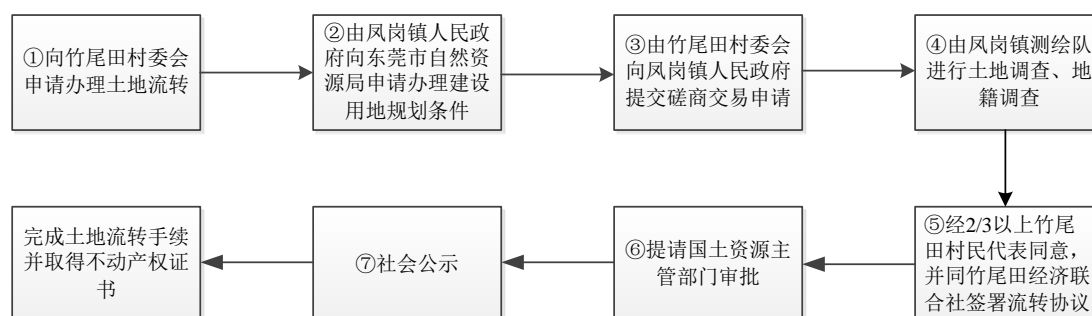 ①向竹尾田村委会
申请办理土地流转
②由凤岗镇人民政
府向东莞市自然资
源局申请办理建设
用地规划条件
③由竹尾田村委会
向凤岗镇人民政府
提交磋商交易申请
④由凤岗镇测绘队
进行土地调查、地
籍调查
⑤经2/3以上竹尾
田村民代表同意，
并同竹尾田经济联
合社签署流转协议
⑥提请国土资源主
管部门审批
⑦社会公示
完成土地流转手续
并取得不动产权证
书